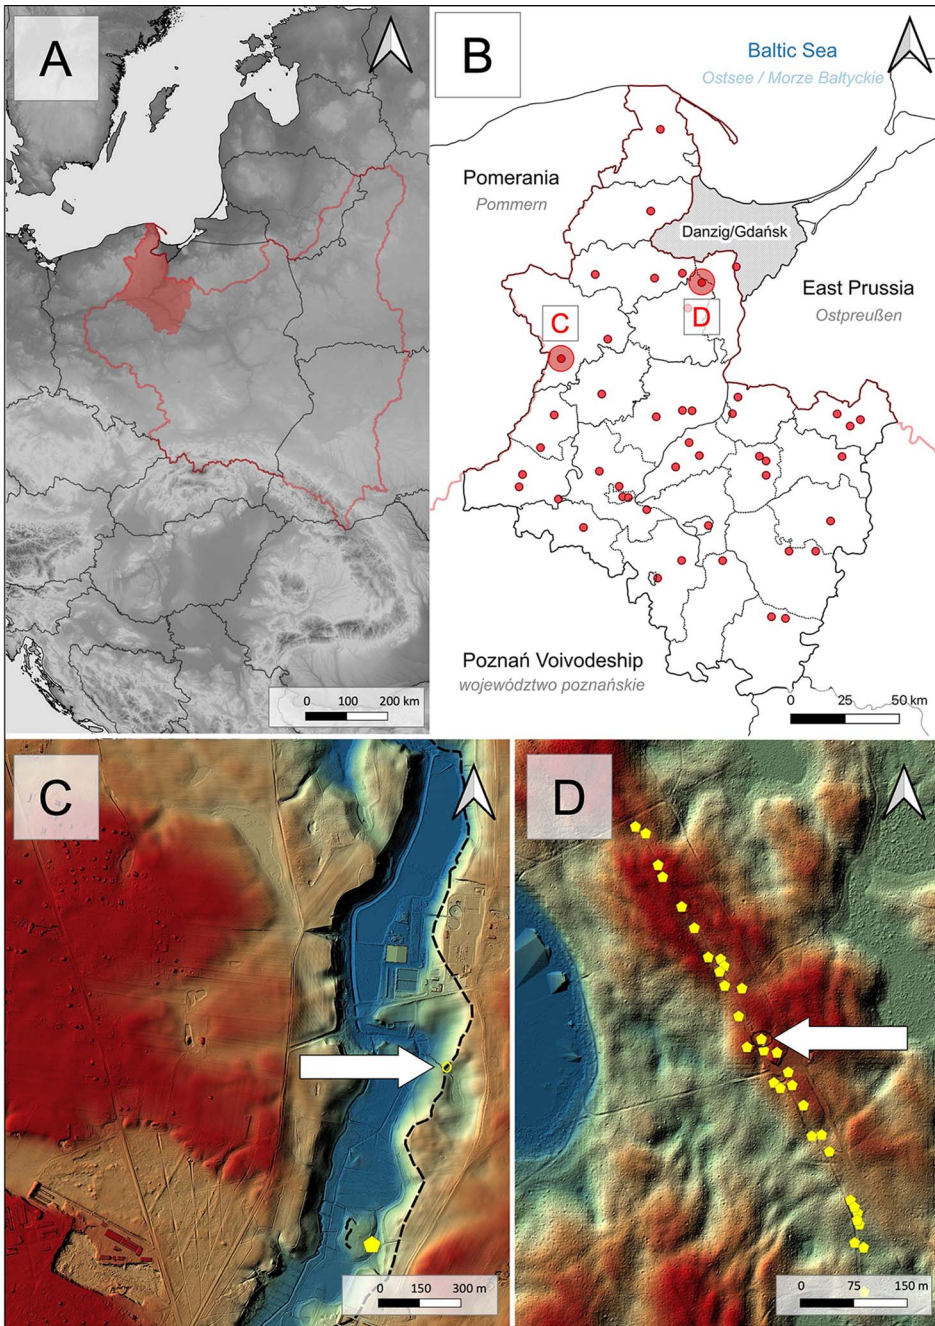 A
0 100 200 km
B
Baltic Sea
Ostsee / Morze Bałtyckie
Pomerania
Pommern
Danzig/Gdańsk
East Prussia
Ostpreußen
C
D
Poznań Voivodeship
województwo poznańskie
0 25 50 km
C
0 150 300 m
D
0 75 150 m